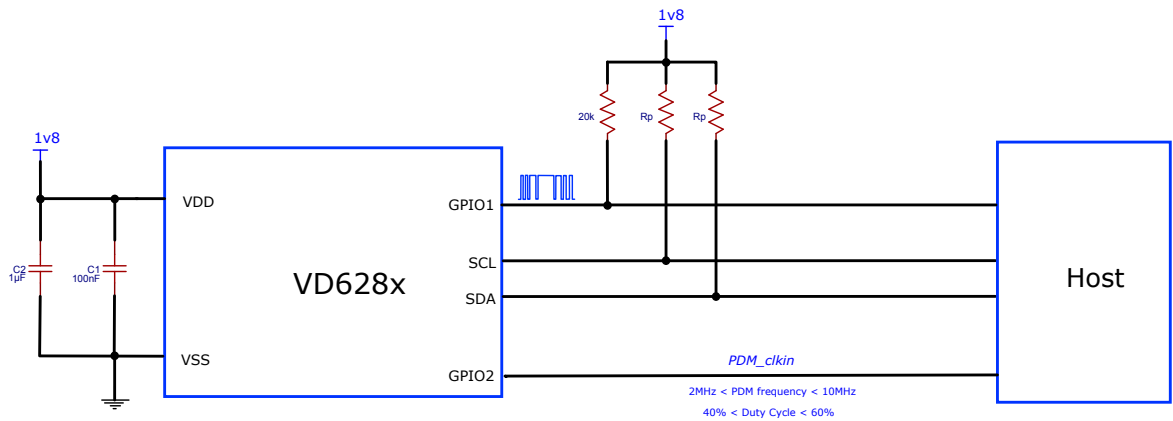 1v8
20k
Rp
Rp
1v8
VDD
GPIO1
C2
1µF
C1
100nF
VD628x
SCL
SDA
Host
VSS
GPIO2
PDM_clkin
2MHz < PDM frequency < 10MHz
40% < Duty Cycle < 60%